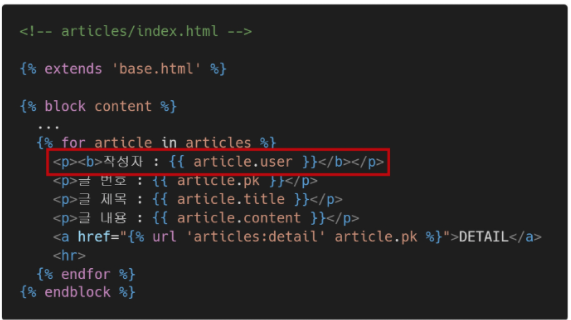 <!-- articles/index.html -->
{% extends 'base.html' %}
{% block content %}
...
{% for article in articles %}
<p><b>작성자 : {{ article.user }}</b></p>
<p>글 번호 : {{ article.pk }}</p>
<p>글 제목 : {{ article.title }}</p>
<p>글 내용 : {{ article.content }}</p>
<a href="{% url 'articles:detail' article.pk %}">DETAIL</a>
<hr>
{% endfor %}
{% endblock %}